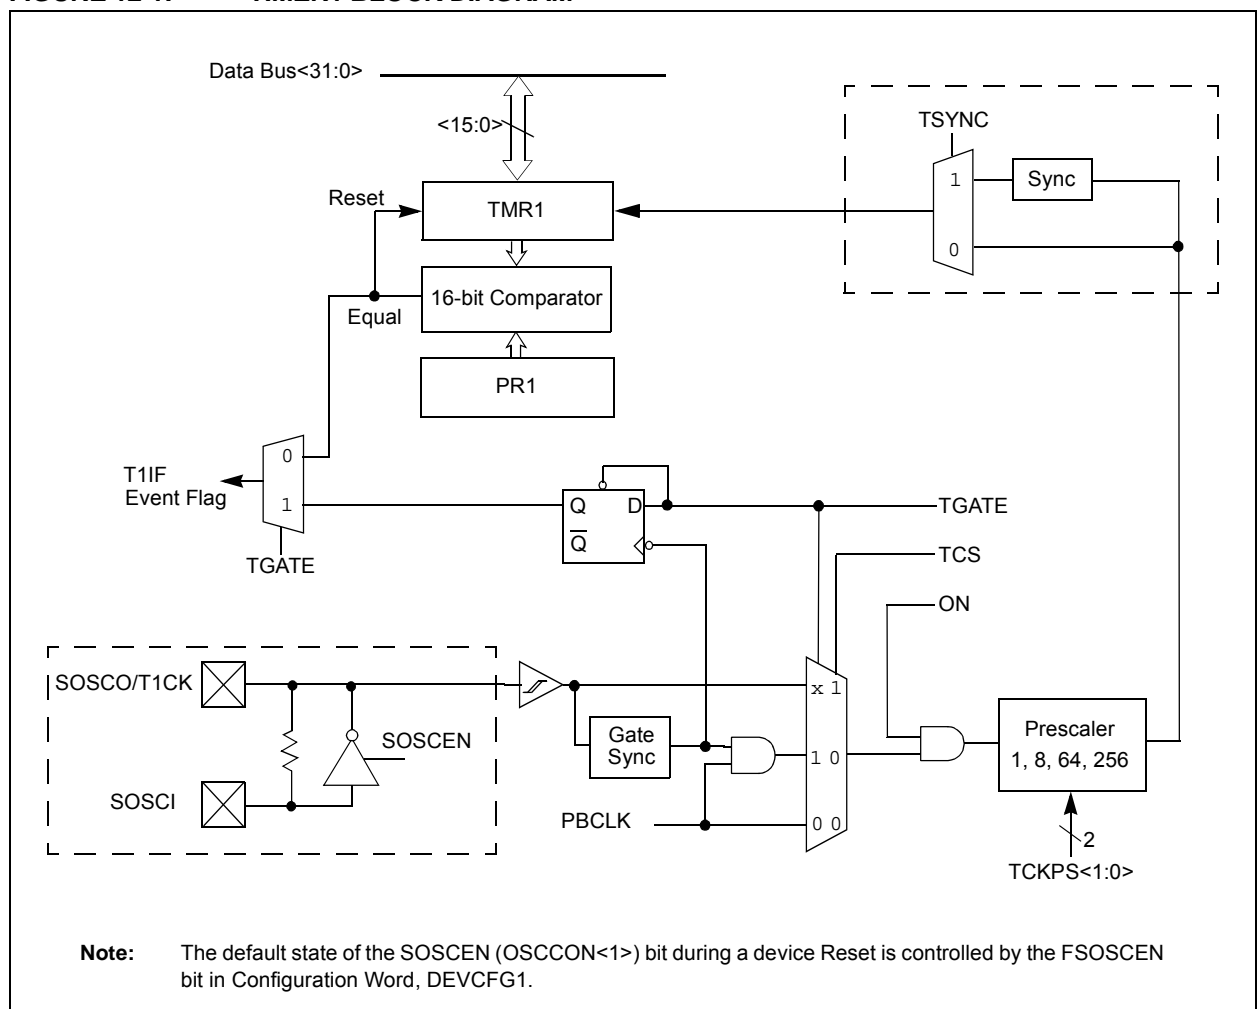 Data Bus<31:0>
<15:0>
TSYNC
1
Sync
0
Reset
TMR1
16-bit Comparator
Equal
PR1
0
T1IF
Event Flag
1
TGATE
Q
D
Q
TGATE
TCS
ON
SOSCO/T1CK
SOSCEN
SOSCI
Gate
Sync
PBCLK
x 1
1 0
0 0
Prescaler
1, 8, 64, 256
2
TCKPS<1:0>
Note: The default state of the SOSCEN (OSCCON<1>) bit during a device Reset is controlled by the FSOSCEN
bit in Configuration Word, DEVCFG1.